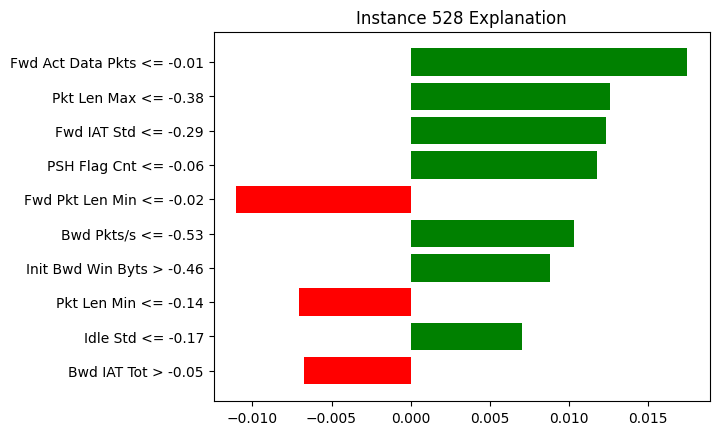 Instance 528 Explanation
Fwd Act Data Pkts <= -0.01
Pkt Len Max <= -0.38
Fwd IAT Std <= -0.29
PSH Flag Cnt <= -0.06
Fwd Pkt Len Min <= -0.02
Bwd Pkts/s <= -0.53
Init Bwd Win Byts > -0.46
Pkt Len Min <= -0.14
Idle Std <= -0.17
Bwd IAT Tot > -0.05
−0.010 −0.005 0.000 0.005 0.010 0.015